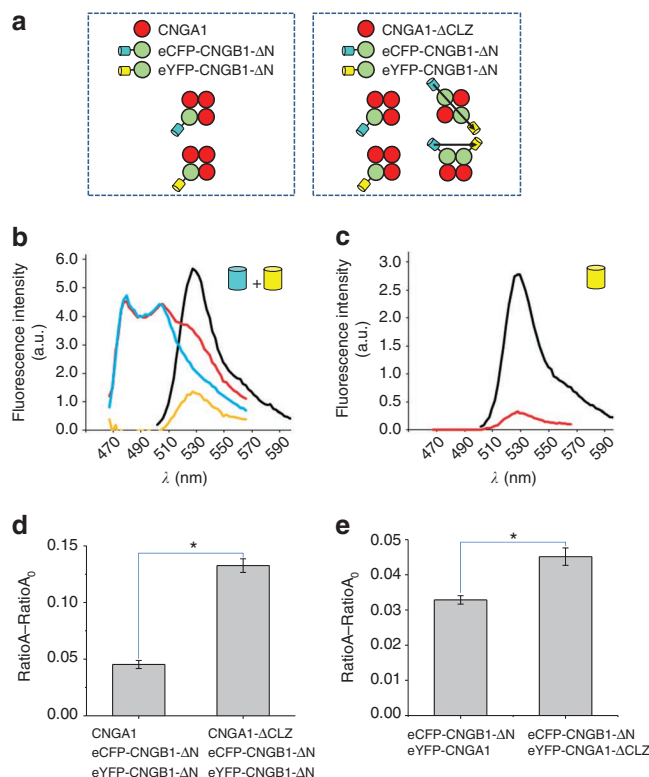 a
CNGA1
eCFP-CNGB1-ΔN
eYFP-CNGB1-ΔN
CNGA1-ΔCLZ
eCFP-CNGB1-ΔN
eYFP-CNGB1-ΔN
b
Fluorescence intensity
(a.u.)
6.0
5.0
4.0
3.0
2.0
1.0
0.0
470 490 510 530 550 570 590
λ (nm)
+
c
Fluorescence intensity
(a.u.)
3.0
2.5
2.0
1.5
1.0
0.5
0.0
470 490 510 530 550 570 590
λ (nm)
d
RatioA–RatioA0
0.15
0.10
0.05
0.00
*
CNGA1
eCFP-CNGB1-ΔN
eYFP-CNGB1-ΔN
CNGA1-ΔCLZ
eCFP-CNGB1-ΔN
eYFP-CNGB1-ΔN
e
RatioA–RatioA0
0.05
0.04
0.03
0.02
0.01
0.00
*
eCFP-CNGB1-ΔN
eYFP-CNGA1
eCFP-CNGB1-ΔN
eYFP-CNGA1-ΔCLZ